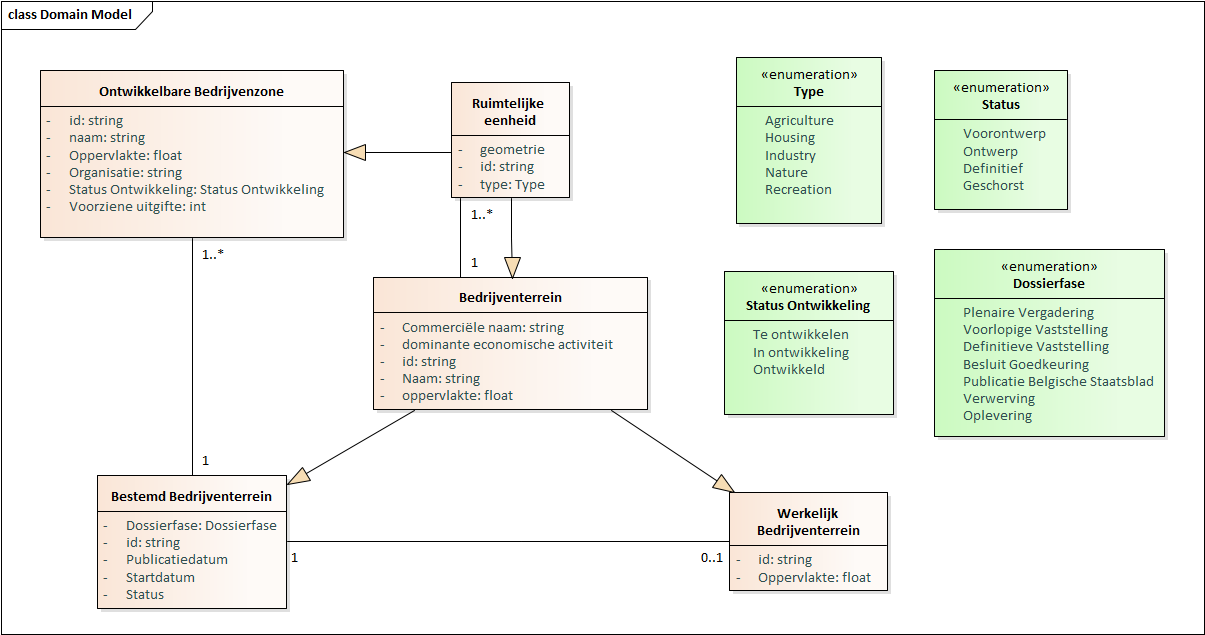 class Domain Model
Ontwikkelbare Bedrijvenzone
- id: string
- naam: string
- Oppervlakte: float
- Organisatie: string
- Status Ontwikkeling: Status Ontwikkeling
- Voorziene uitgifte: int
Ruimtelijke
eenheid
- geometrie
- id: string
- type: Type
«enumeration»
Type
Agriculture
Housing
Industry
Nature
Recreation
«enumeration»
Status
Voorontwerp
Ontwerp
Definitief
Geschorst
1..*
1
1..*
1
Bedrijventerrein
- Commerciële naam: string
- dominante economische activiteit
- id: string
- Naam: string
- oppervlakte: float
«enumeration»
Status Ontwikkeling
Te ontwikkelen
In ontwikkeling
Ontwikkeld
«enumeration»
Dossierfase
Plenaire Vergadering
Voorlopige Vaststelling
Definitieve Vaststelling
Besluit Goedkeuring
Publicatie Belgische Staatsblad
Verwerving
Oplevering
Bestemd Bedrijventerrein
- Dossierfase: Dossierfase
- id: string
- Publicatiedatum
- Startdatum
- Status
1
0..1
Werkelijk
Bedrijventerrein
- id: string
- Oppervlakte: float